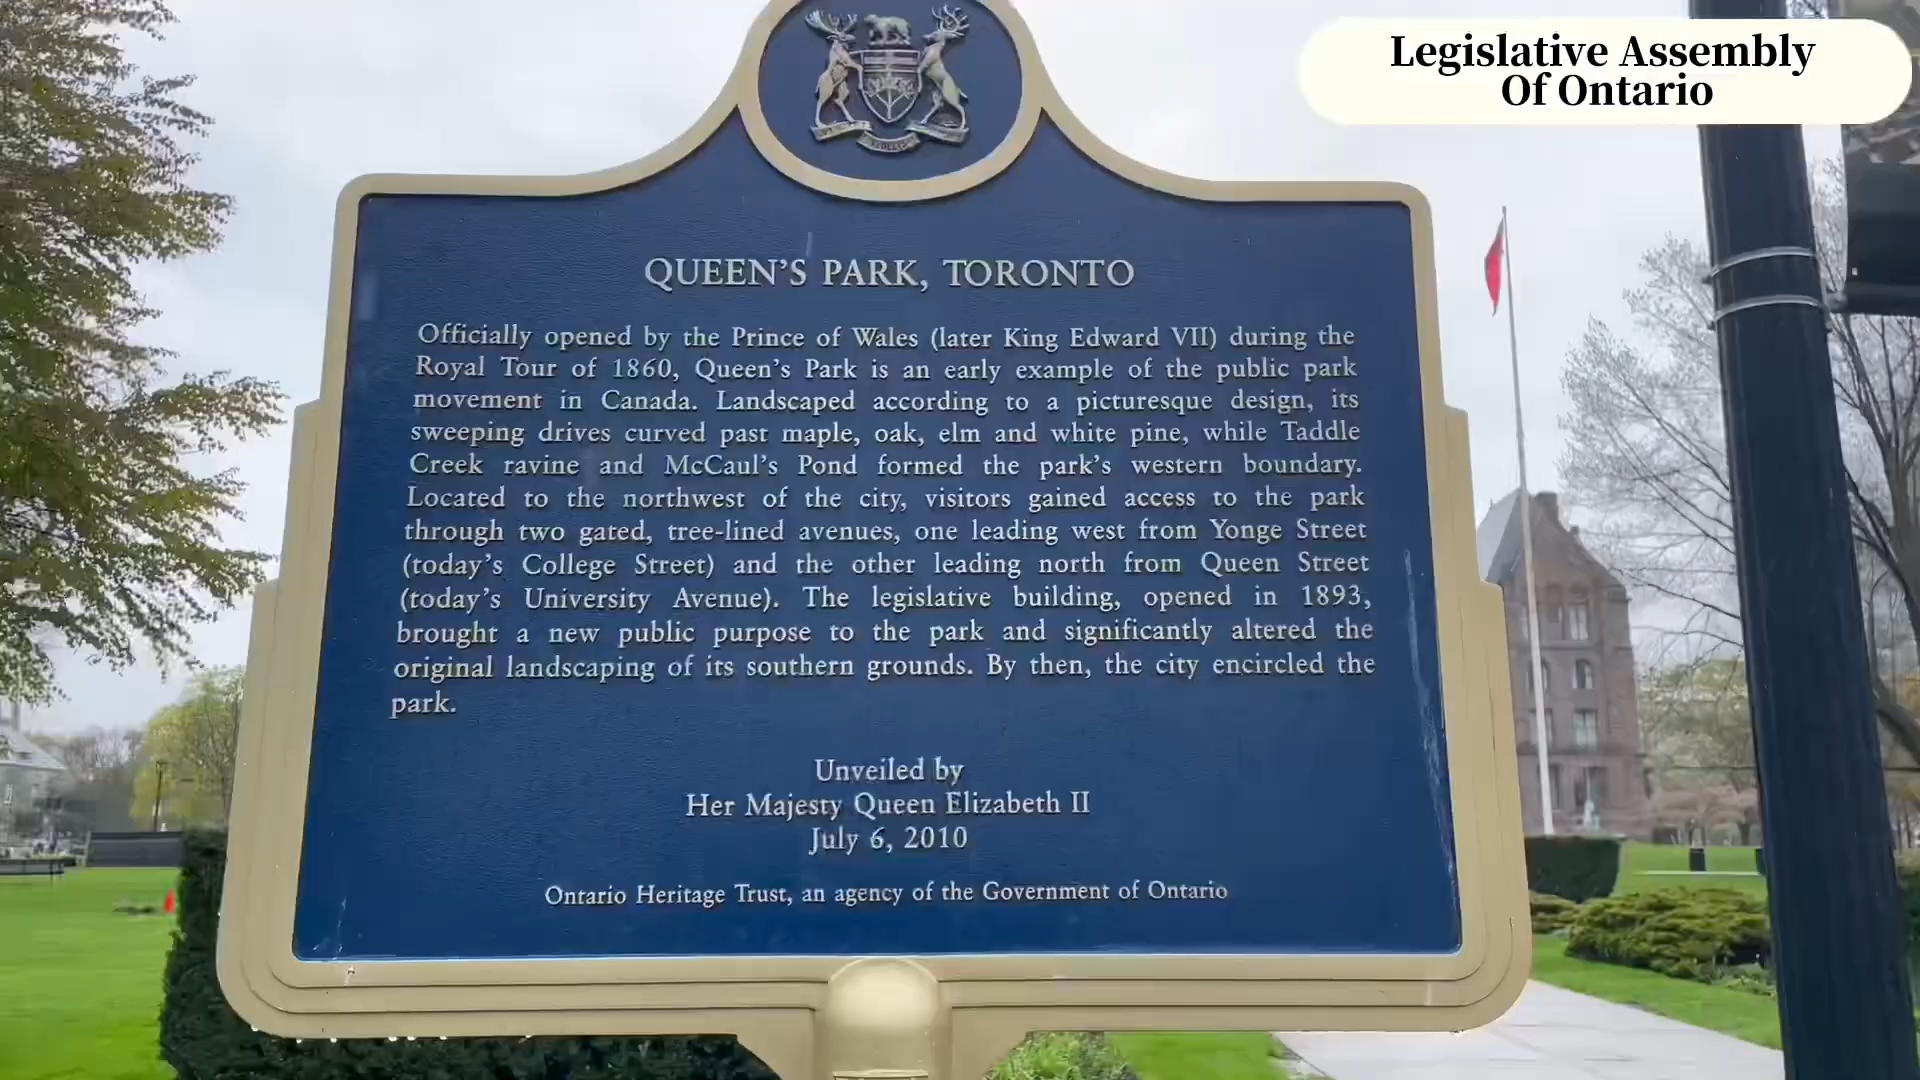 Legislative Assembly
Of Ontario
QUEEN'S PARK, TORONTO
Officially opened by the Prince of Wales (later King Edward VII) during the
Royal Tour of 1860, Queen's Park is an early example of the public park
movement in Canada. Landscaped according to a picturesque design, its
sweeping drives curved past maple, oak, elm and white pine, while Taddle
Creek ravine and McCaul's Pond formed the park's western boundary.
Located to the northwest of the city, visitors gained access to the park
through two gated, tree-lined avenues, one leading west from Yonge Street
(today's College Street) and the other leading north from Queen Street
(today's University Avenue). The legislative building, opened in 1893,
brought a new public purpose to the park and significantly altered the
original landscaping of its southern grounds. By then, the city encircled the
park.
Unveiled by
Her Majesty Queen Elizabeth II
July 6, 2010
Ontario Heritage Trust, an agency of the Government of Ontario